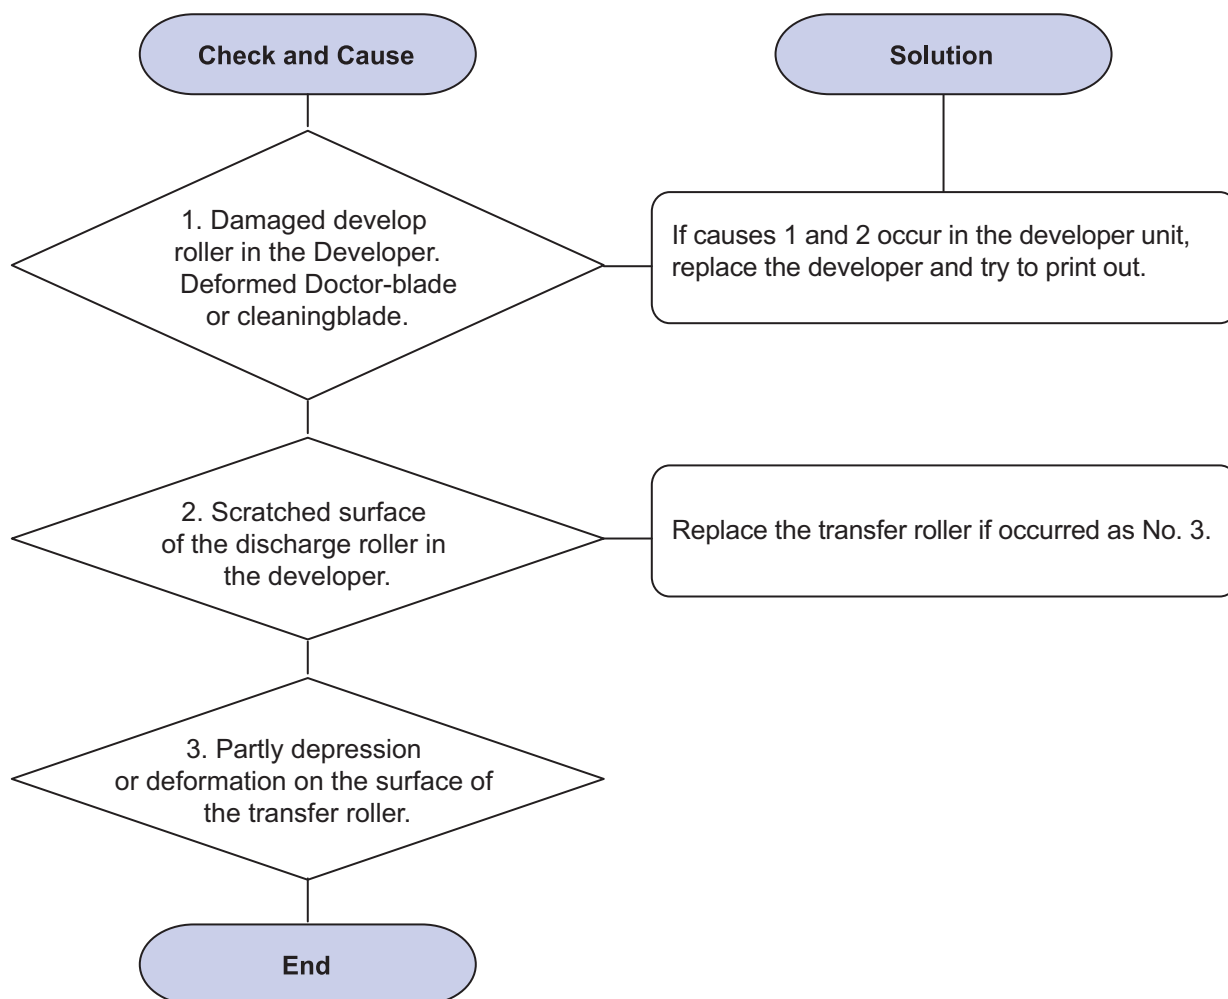 Check and Cause
Solution
1. Damaged develop
roller in the Developer.
Deformed Doctor-blade
or cleaningblade.
If causes 1 and 2 occur in the developer unit,
replace the developer and try to print out.
2. Scratched surface
of the discharge roller in
the developer.
Replace the transfer roller if occurred as No. 3.
3. Partly depression
or deformation on the surface of
the transfer roller.
End